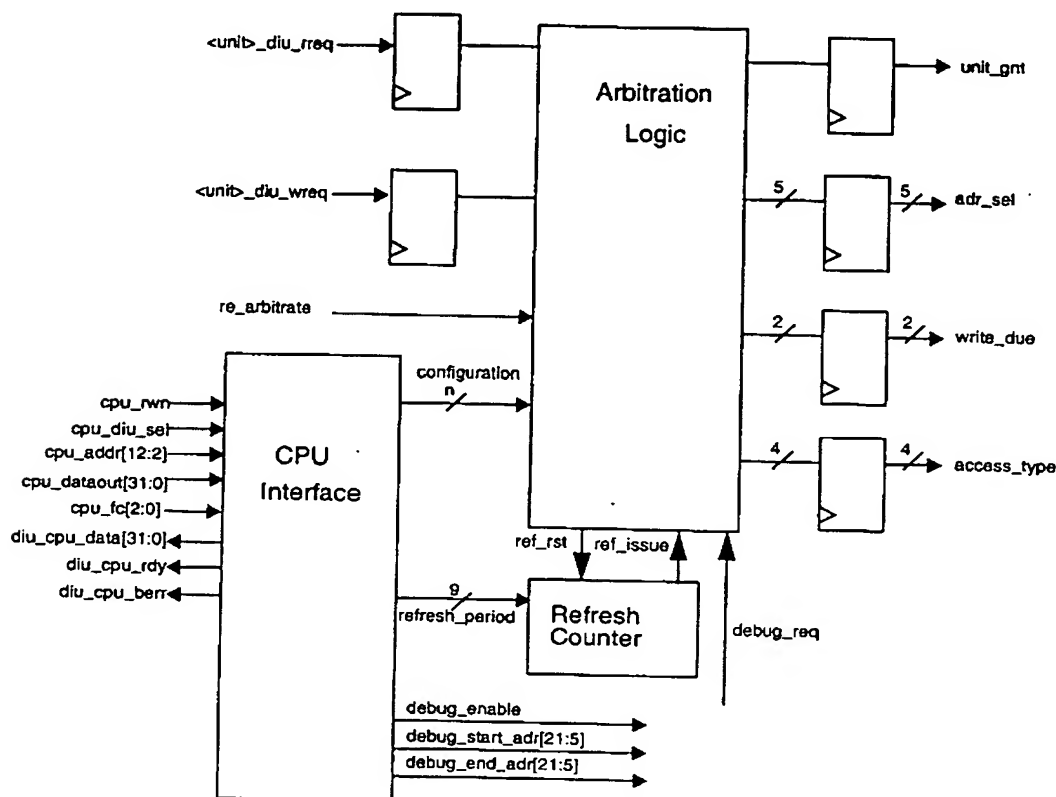 <unit>_diu_rreq
Arbitration
Logic
unit_gnt
<unit>_diu_wreq
5
5
adr_sel
re_arbitrate
2
2
write_due
configuration
n
cpu_rwn
cpu_diu_sel
cpu_addr[12:2]
cpu_dataout[31:0]
cpu_fc[2:0]
diu_cpu_data[31:0]
diu_cpu_rdy
diu_cpu_berr
CPU
Interface
4
4
access_type
ref_rst
ref_issue
9
refresh_period
Refresh
Counter
debug_req
debug_enable
debug_start_adr[21:5]
debug_end_adr[21:5]